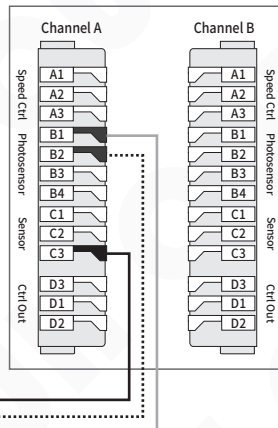 Channel A
Channel B
Speed Ctrl
Photosensor
Sensor
Ctrl Out
A1
A2
A3
B1
B2
B3
B4
C1
C2
C3
D3
D1
D2
A1
A2
A3
B1
B2
B3
B4
C1
C2
C3
D3
D1
D2
Speed Ctrl
Photosensor
Sensor
Ctrl Out